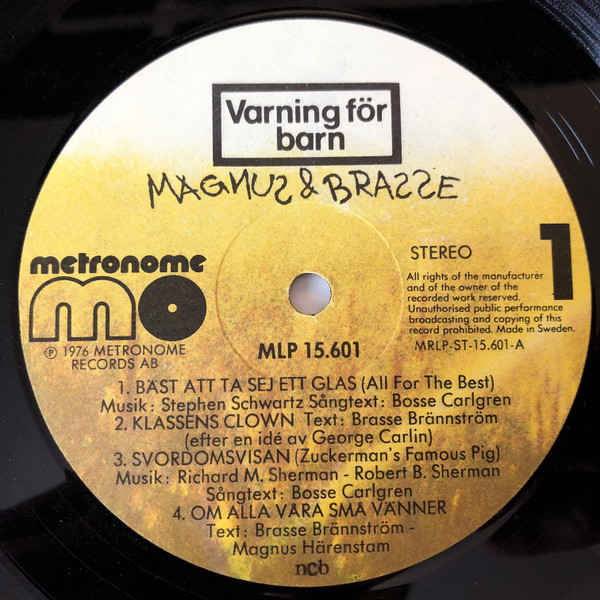 Varning för
barn
MAGNUS & BRASSE
metronome
mo
℗ 1976 METRONOME
RECORDS AB
STEREO
1
All rights of the manufacturer
and of the owner of the
recorded work reserved.
Unauthorised public performance
broadcasting and copying of this
record prohibited. Made in Sweden.
MRLP-ST-15.601-A
MLP 15.601
1. BÄST ATT TA SEJ ETT GLAS (All For The Best)
Musik: Stephen Schwartz Sångtext: Bosse Carlgren
2. KLASSENS CLOWN Text: Brasse Brännström
(efter en idé av George Carlin)
3. SVORDOMSVISAN (Zuckerman's Famous Pig)
Musik: Richard M. Sherman - Robert B. Sherman
Sångtext: Bosse Carlgren
4. OM ALLA VÅRA SMÅ VÄNNER
Text: Brasse Brännström -
Magnus Härenstam
ncb